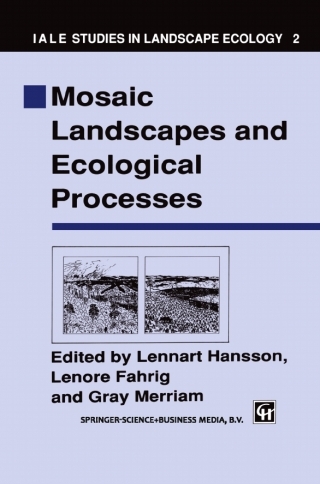 IALE STUDIES IN LANDSCAPE ECOLOGY 2
Mosaic
Landscapes and
Ecological
Processes
Edited by Lennart Hansson,
Lenore Fahrig
and Gray Merriam
SPRINGER-SCIENCE+BUSINESS MEDIA, B.V.
CH